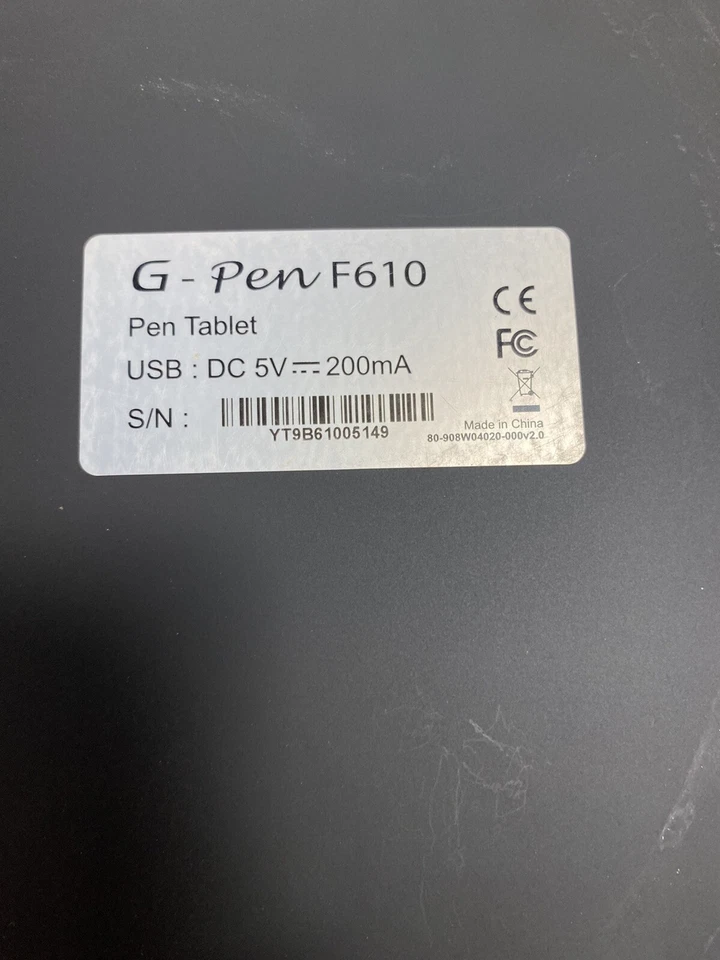 G - Pen F610
Pen Tablet
USB : DC 5V⎓200mA
S/N :
YT9B61005149
CE
FC
Made in China
80-908W04020-000v2.0